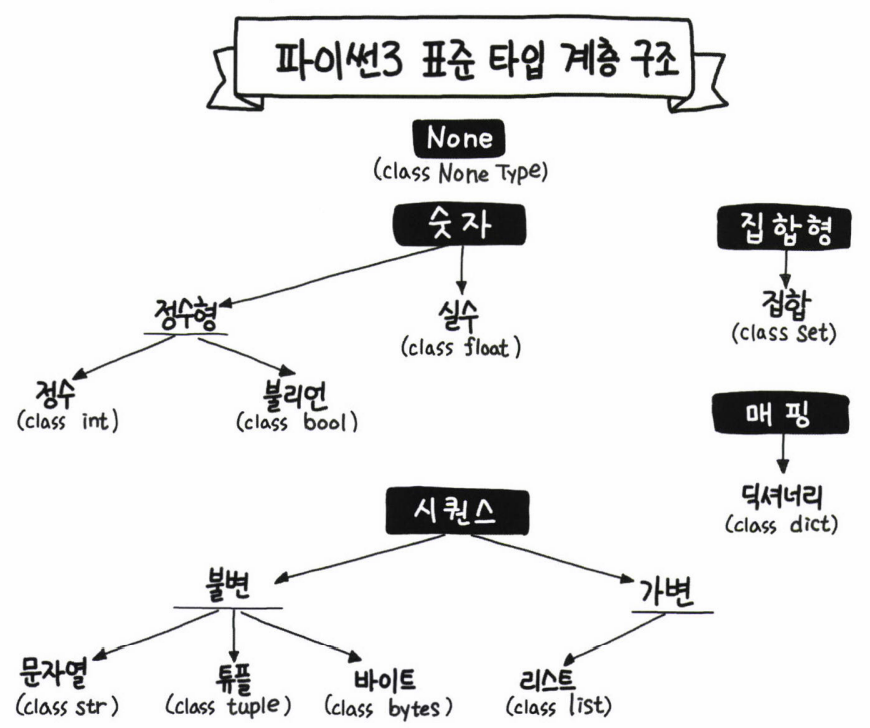 파이썬3 표준 타입 계층 구조
None
(class None Type)
숫자
집합형
정수형
실수
(class float)
집합
(class set)
정수
(class int)
불리언
(class bool)
매핑
딕셔너리
(class dict)
시퀀스
불변
가변
문자열
(class str)
튜플
(class tuple)
바이트
(class bytes)
리스트
(class list)